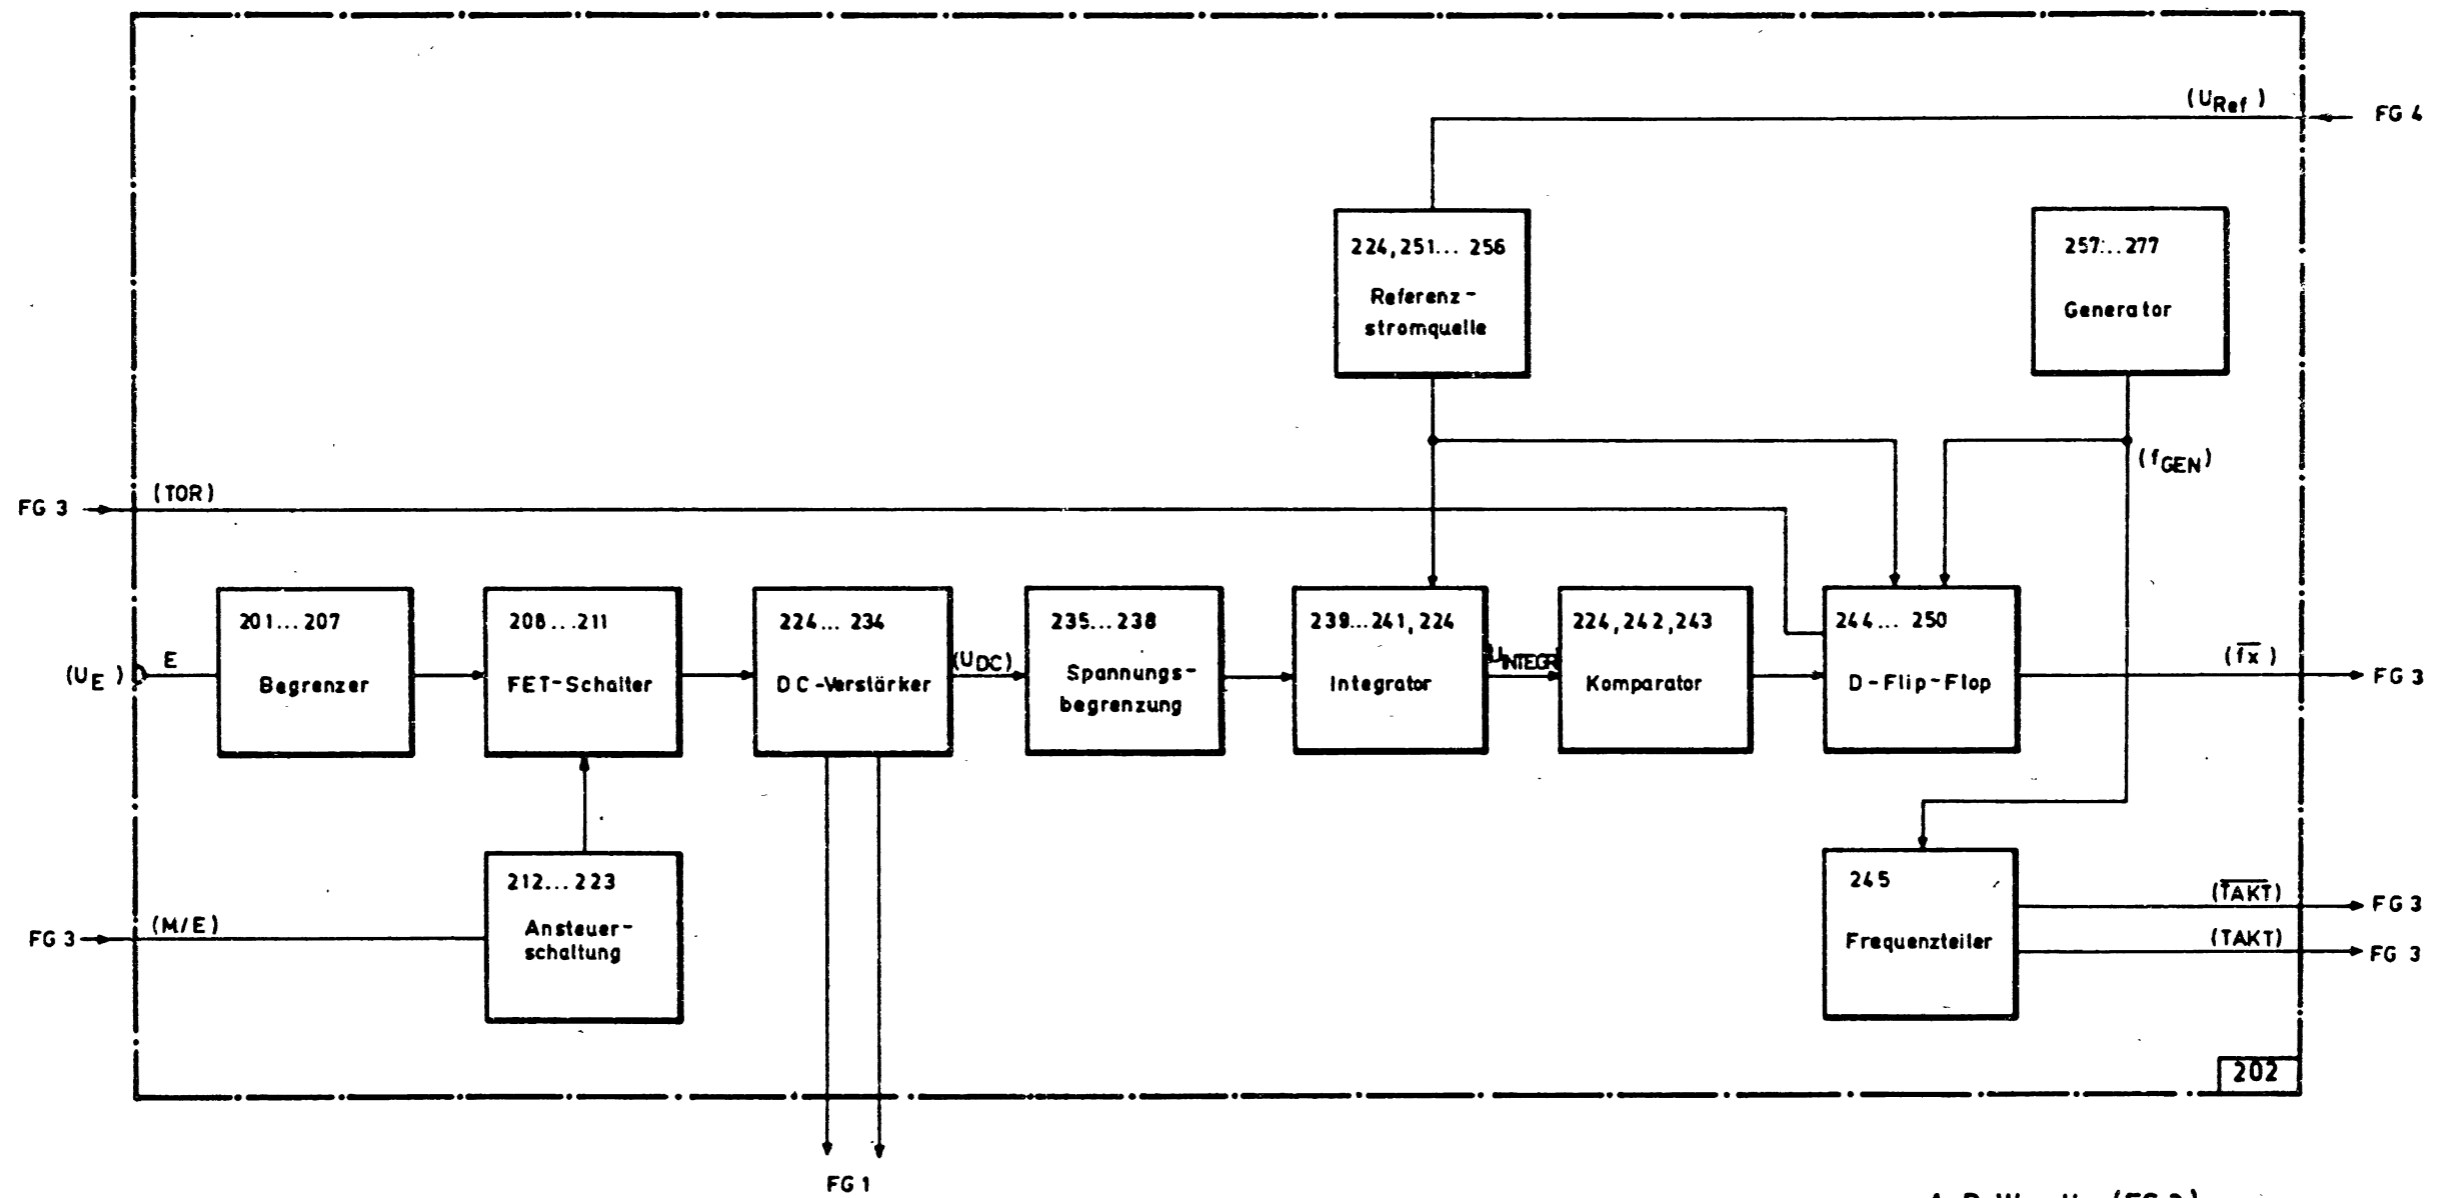 (URef)
FG 4
224,251... 256
Referenz-
stromquelle
257...277
Generator
(fGEN)
FG 3
(TOR)
(UE)
E
201...207
Begrenzer
208...211
FET-Schalter
224... 234
DC-Verstärker
(UDC)
235...238
Spannungs-
begrenzung
239...241,224
Integrator
UINTEGR
224,242,243
Komparator
244... 250
D-Flip-Flop
(f̅x̅)
FG 3
FG 3
(M/E)
212...223
Ansteuer-
schaltung
245
Frequenzteiler
(T̅A̅K̅T̅)
FG 3
(TAKT)
FG 3
202
FG 1
(FG 2)